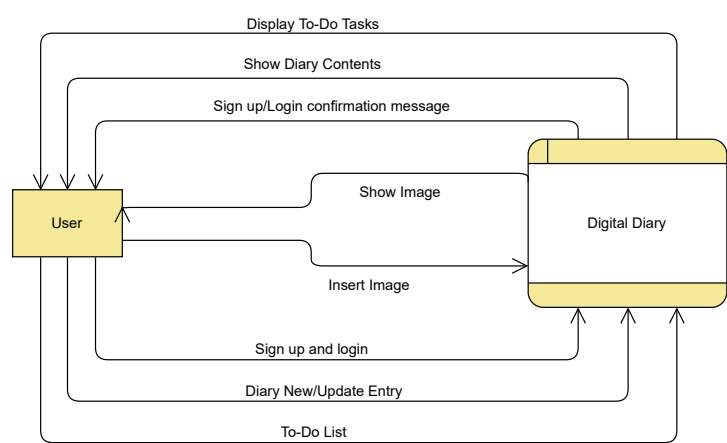 Display To-Do Tasks
Show Diary Contents
Sign up/Login confirmation message
Show Image
User
Digital Diary
Insert Image
Sign up and login
Diary New/Update Entry
To-Do List